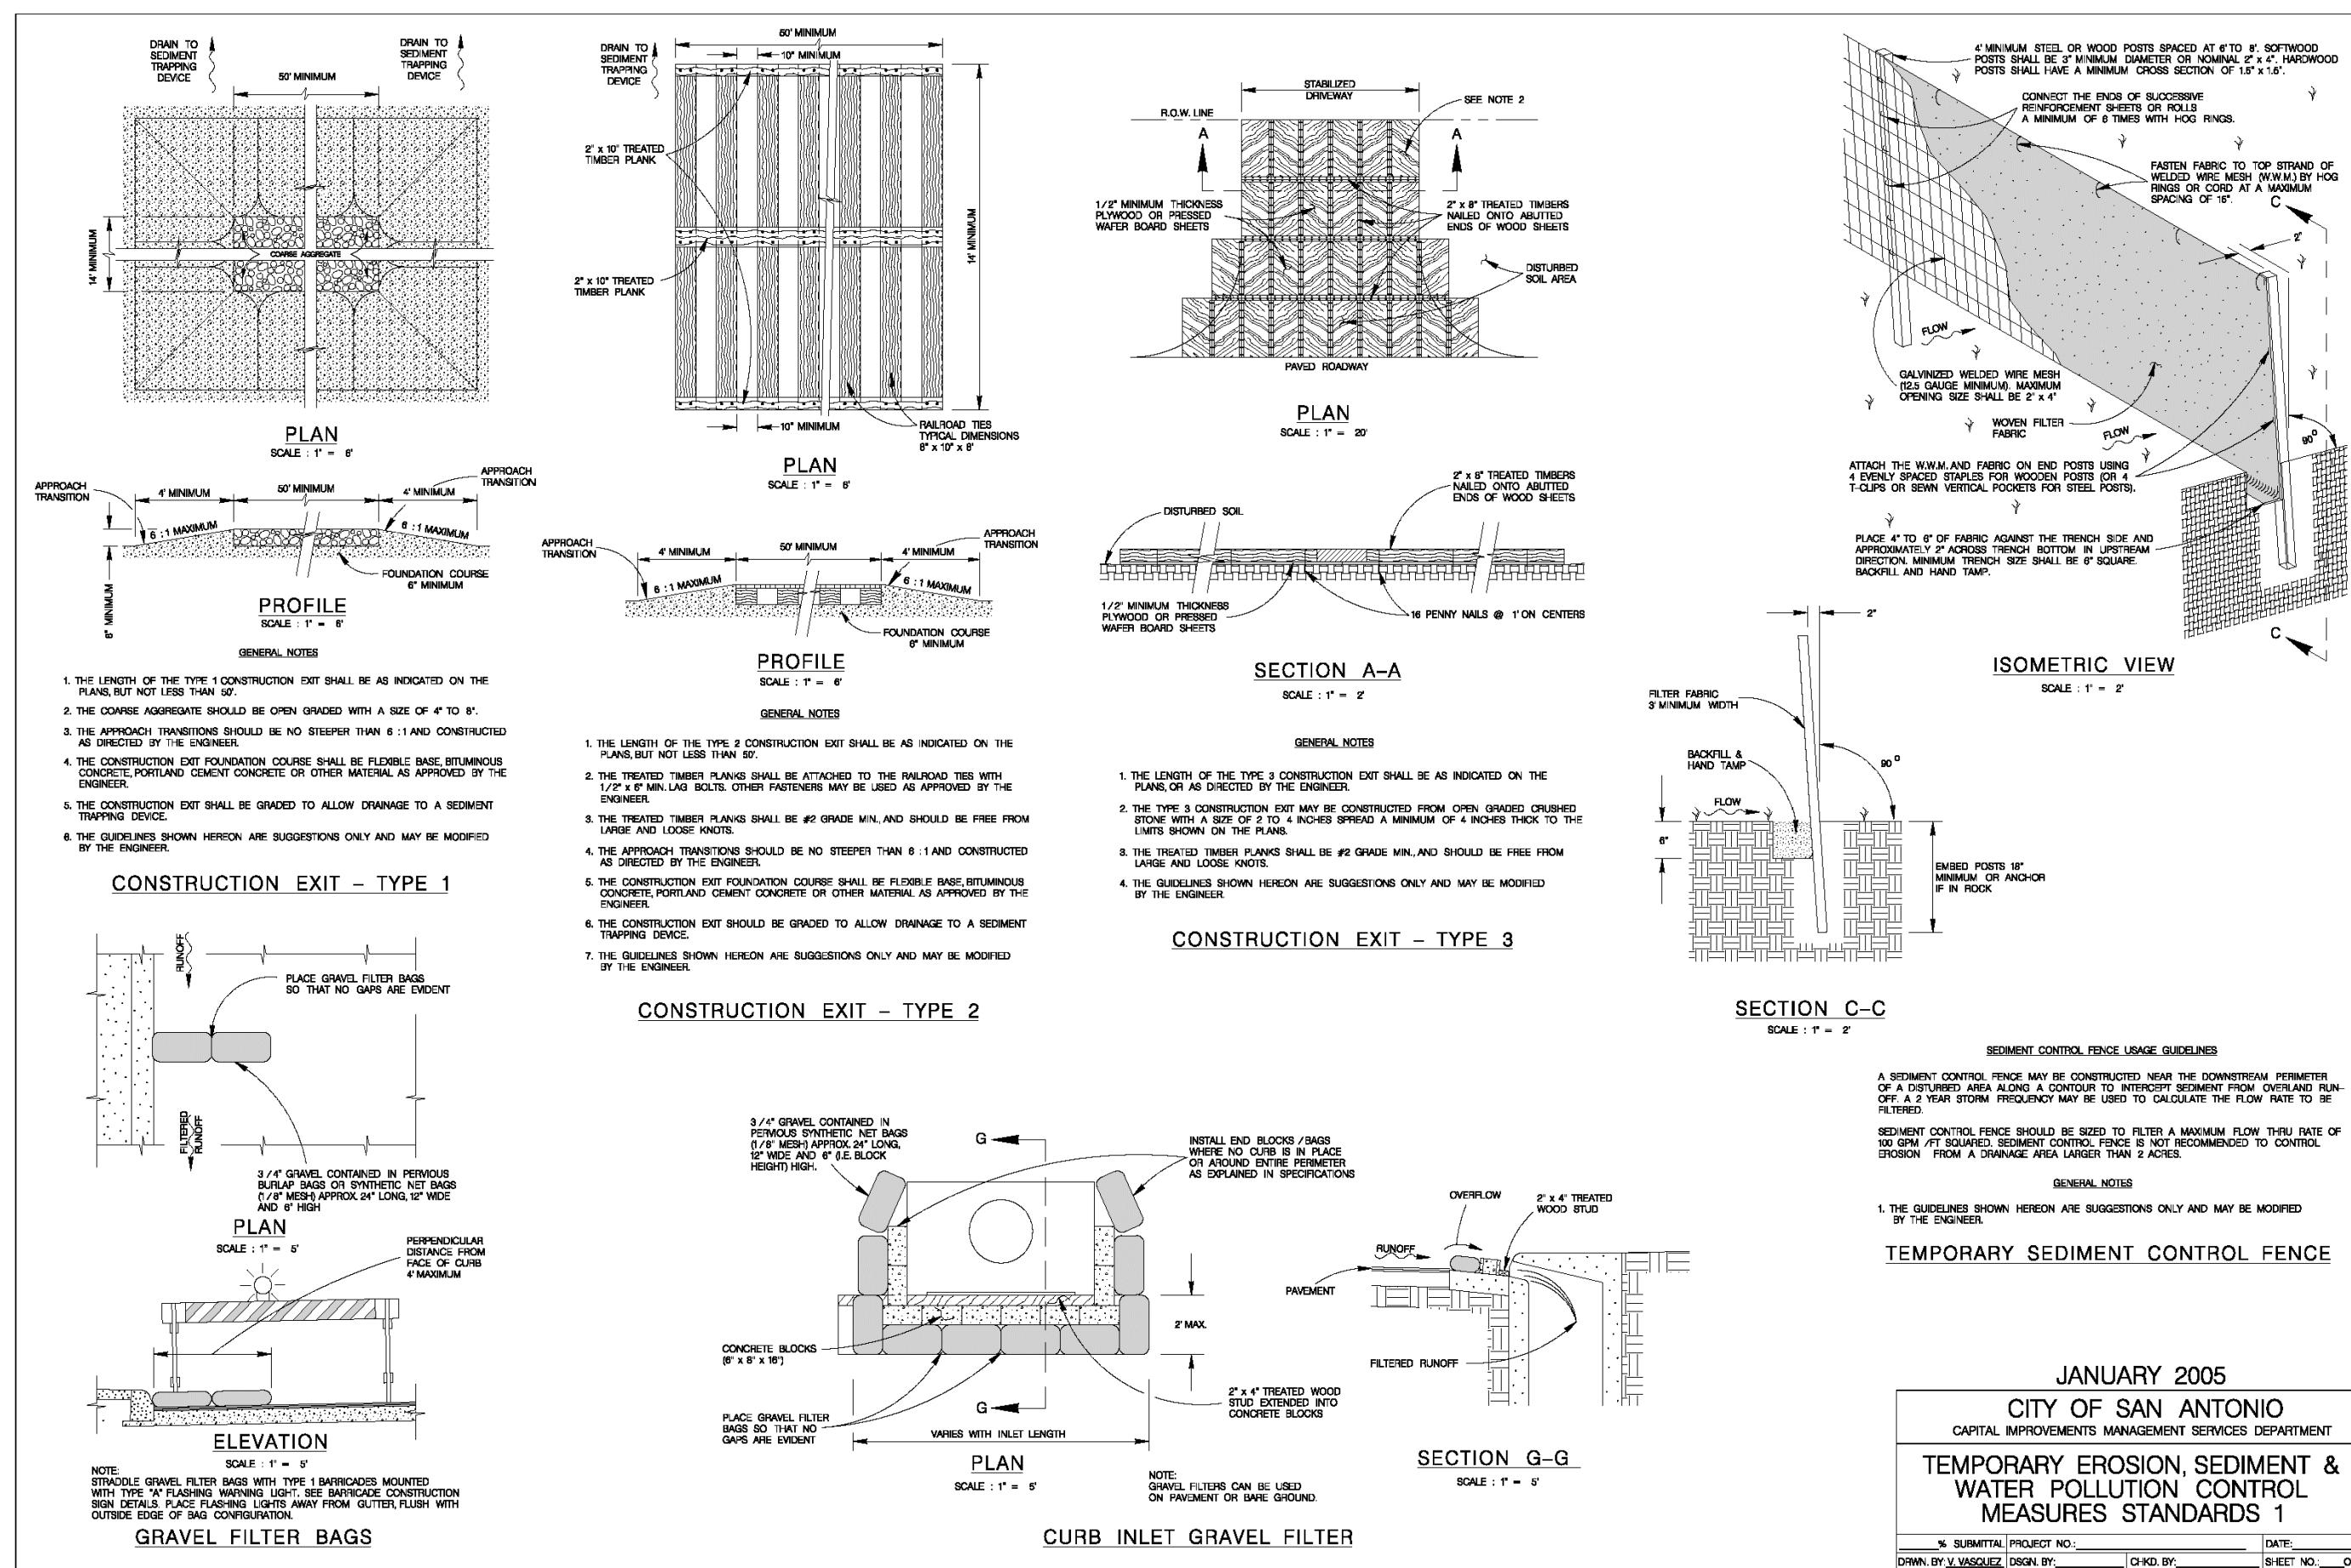 DRAIN TO
SEDIMENT
TRAPPING
DEVICE
DRAIN TO
SEDIMENT
TRAPPING
DEVICE
50' MINIMUM
14' MINIMUM
COARSE AGGREGATE
PLAN
SCALE : 1" = 6'
APPROACH
TRANSITION
4' MINIMUM
50' MINIMUM
4' MINIMUM
APPROACH
TRANSITION
6 : 1 MAXIMUM
6 : 1 MAXIMUM
8" MINIMUM
FOUNDATION COURSE
6" MINIMUM
PROFILE
SCALE : 1" = 6'
GENERAL NOTES
1. THE LENGTH OF THE TYPE 1 CONSTRUCTION EXIT SHALL BE AS INDICATED ON THE
PLANS, BUT NOT LESS THAN 50'.
2. THE COARSE AGGREGATE SHOULD BE OPEN GRADED WITH A SIZE OF 4" TO 8".
3. THE APPROACH TRANSITIONS SHOULD BE NO STEEPER THAN 6 : 1 AND CONSTRUCTED
AS DIRECTED BY THE ENGINEER.
4. THE CONSTRUCTION EXIT FOUNDATION COURSE SHALL BE FLEXIBLE BASE, BITUMINOUS
CONCRETE, PORTLAND CEMENT CONCRETE OR OTHER MATERIAL AS APPROVED BY THE
ENGINEER.
5. THE CONSTRUCTION EXIT SHALL BE GRADED TO ALLOW DRAINAGE TO A SEDIMENT
TRAPPING DEVICE.
6. THE GUIDELINES SHOWN HEREON ARE SUGGESTIONS ONLY AND MAY BE MODIFIED
BY THE ENGINEER.
CONSTRUCTION EXIT – TYPE 1
DRAIN TO
SEDIMENT
TRAPPING
DEVICE
50' MINIMUM
10" MINIMUM
2" x 10" TREATED
TIMBER PLANK
14' MINIMUM
2" x 10" TREATED
TIMBER PLANK
10" MINIMUM
RAILROAD TIES
TYPICAL DIMENSIONS
8" x 10" x 8'
PLAN
SCALE : 1" = 6'
APPROACH
TRANSITION
4' MINIMUM
50' MINIMUM
4' MINIMUM
APPROACH
TRANSITION
6 : 1 MAXIMUM
6 : 1 MAXIMUM
FOUNDATION COURSE
6" MINIMUM
PROFILE
SCALE : 1" = 6'
GENERAL NOTES
1. THE LENGTH OF THE TYPE 2 CONSTRUCTION EXIT SHALL BE AS INDICATED ON THE
PLANS, BUT NOT LESS THAN 50'.
2. THE TREATED TIMBER PLANKS SHALL BE ATTACHED TO THE RAILROAD TIES WITH
1/2" x 6" MIN. LAG BOLTS. OTHER FASTENERS MAY BE USED AS APPROVED BY THE
ENGINEER.
3. THE TREATED TIMBER PLANKS SHALL BE #2 GRADE MIN., AND SHOULD BE FREE FROM
LARGE AND LOOSE KNOTS.
4. THE APPROACH TRANSITIONS SHOULD BE NO STEEPER THAN 6 : 1 AND CONSTRUCTED
AS DIRECTED BY THE ENGINEER.
5. THE CONSTRUCTION EXIT FOUNDATION COURSE SHALL BE FLEXIBLE BASE, BITUMINOUS
CONCRETE, PORTLAND CEMENT CONCRETE OR OTHER MATERIAL AS APPROVED BY THE
ENGINEER.
6. THE CONSTRUCTION EXIT SHOULD BE GRADED TO ALLOW DRAINAGE TO A SEDIMENT
TRAPPING DEVICE.
7. THE GUIDELINES SHOWN HEREON ARE SUGGESTIONS ONLY AND MAY BE MODIFIED
BY THE ENGINEER.
CONSTRUCTION EXIT – TYPE 2
STABILIZED
DRIVEWAY
SEE NOTE 2
R.O.W. LINE
A
A
1/2" MINIMUM THICKNESS
PLYWOOD OR PRESSED
WAFER BOARD SHEETS
2" x 8" TREATED TIMBERS
NAILED ONTO ABUTTED
ENDS OF WOOD SHEETS
DISTURBED
SOIL AREA
PAVED ROADWAY
PLAN
SCALE : 1" = 20'
2" x 8" TREATED TIMBERS
NAILED ONTO ABUTTED
ENDS OF WOOD SHEETS
DISTURBED SOIL
1/2" MINIMUM THICKNESS
PLYWOOD OR PRESSED
WAFER BOARD SHEETS
16 PENNY NAILS @ 1' ON CENTERS
SECTION A–A
SCALE : 1" = 2'
GENERAL NOTES
1. THE LENGTH OF THE TYPE 3 CONSTRUCTION EXIT SHALL BE AS INDICATED ON THE
PLANS, OR AS DIRECTED BY THE ENGINEER.
2. THE TYPE 3 CONSTRUCTION EXIT MAY BE CONSTRUCTED FROM OPEN GRADED CRUSHED
STONE WITH A SIZE OF 2 TO 4 INCHES SPREAD A MINIMUM OF 4 INCHES THICK TO THE
LIMITS SHOWN ON THE PLANS.
3. THE TREATED TIMBER PLANKS SHALL BE #2 GRADE MIN., AND SHOULD BE FREE FROM
LARGE AND LOOSE KNOTS.
4. THE GUIDELINES SHOWN HEREON ARE SUGGESTIONS ONLY AND MAY BE MODIFIED
BY THE ENGINEER.
CONSTRUCTION EXIT – TYPE 3
4' MINIMUM STEEL OR WOOD POSTS SPACED AT 6' TO 8'. SOFTWOOD
POSTS SHALL BE 3" MINIMUM DIAMETER OR NOMINAL 2" x 4". HARDWOOD
POSTS SHALL HAVE A MINIMUM CROSS SECTION OF 1.5" x 1.5".
CONNECT THE ENDS OF SUCCESSIVE
REINFORCEMENT SHEETS OR ROLLS
A MINIMUM OF 6 TIMES WITH HOG RINGS.
FASTEN FABRIC TO TOP STRAND OF
WELDED WIRE MESH (W.W.M.) BY HOG
RINGS OR CORD AT A MAXIMUM
SPACING OF 15".
C
2"
FLOW
GALVINIZED WELDED WIRE MESH
(12.5 GAUGE MINIMUM). MAXIMUM
OPENING SIZE SHALL BE 2" x 4"
WOVEN FILTER
FABRIC
FLOW
90°
ATTACH THE W.W.M. AND FABRIC ON END POSTS USING
4 EVENLY SPACED STAPLES FOR WOODEN POSTS (OR 4
T–CLIPS OR SEWN VERTICAL POCKETS FOR STEEL POSTS).
PLACE 4" TO 6" OF FABRIC AGAINST THE TRENCH SIDE AND
APPROXIMATELY 2" ACROSS TRENCH BOTTOM IN UPSTREAM
DIRECTION. MINIMUM TRENCH SIZE SHALL BE 6" SQUARE.
BACKFILL AND HAND TAMP.
C
ISOMETRIC VIEW
SCALE : 1" = 2'
2"
FILTER FABRIC
3' MINIMUM WIDTH
BACKFILL &
HAND TAMP
90°
FLOW
6"
EMBED POSTS 18"
MINIMUM OR ANCHOR
IF IN ROCK
SECTION C–C
SCALE : 1" = 2'
SEDIMENT CONTROL FENCE USAGE GUIDELINES
A SEDIMENT CONTROL FENCE MAY BE CONSTRUCTED NEAR THE DOWNSTREAM PERIMETER
OF A DISTURBED AREA ALONG A CONTOUR TO INTERCEPT SEDIMENT FROM OVERLAND RUN–
OFF. A 2 YEAR STORM FREQUENCY MAY BE USED TO CALCULATE THE FLOW RATE TO BE
FILTERED.
SEDIMENT CONTROL FENCE SHOULD BE SIZED TO FILTER A MAXIMUM FLOW THRU RATE OF
100 GPM /FT SQUARED. SEDIMENT CONTROL FENCE IS NOT RECOMMENDED TO CONTROL
EROSION FROM A DRAINAGE AREA LARGER THAN 2 ACRES.
GENERAL NOTES
1. THE GUIDELINES SHOWN HEREON ARE SUGGESTIONS ONLY AND MAY BE MODIFIED
BY THE ENGINEER.
TEMPORARY SEDIMENT CONTROL FENCE
RUNOFF
PLACE GRAVEL FILTER BAGS
SO THAT NO GAPS ARE EVIDENT
FILTERED
RUNOFF
3/4" GRAVEL CONTAINED IN PERVIOUS
BURLAP BAGS OR SYNTHETIC NET BAGS
(1/8" MESH) APPROX. 24" LONG, 12" WIDE
AND 6" HIGH
PLAN
SCALE : 1" = 5'
PERPENDICULAR
DISTANCE FROM
FACE OF CURB
4' MAXIMUM
ELEVATION
SCALE : 1" = 5'
NOTE:
STRADDLE GRAVEL FILTER BAGS WITH TYPE 1 BARRICADES MOUNTED
WITH TYPE "A" FLASHING WARNING LIGHT. SEE BARRICADE CONSTRUCTION
SIGN DETAILS. PLACE FLASHING LIGHTS AWAY FROM GUTTER, FLUSH WITH
OUTSIDE EDGE OF BAG CONFIGURATION.
GRAVEL FILTER BAGS
3/4" GRAVEL CONTAINED IN
PERVIOUS SYNTHETIC NET BAGS
(1/8" MESH) APPROX. 24" LONG,
12" WIDE AND 6" (I.E. BLOCK
HEIGHT) HIGH.
G
INSTALL END BLOCKS /BAGS
WHERE NO CURB IS IN PLACE
OR AROUND ENTIRE PERIMETER
AS EXPLAINED IN SPECIFICATIONS
2' MAX.
CONCRETE BLOCKS
(6" x 8" x 16")
PLACE GRAVEL FILTER
BAGS SO THAT NO
GAPS ARE EVIDENT
G
2" x 4" TREATED WOOD
STUD EXTENDED INTO
CONCRETE BLOCKS
VARIES WITH INLET LENGTH
PLAN
SCALE : 1" = 5'
NOTE:
GRAVEL FILTERS CAN BE USED
ON PAVEMENT OR BARE GROUND.
OVERFLOW
2" x 4" TREATED
WOOD STUD
RUNOFF
PAVEMENT
FILTERED RUNOFF
SECTION G–G
SCALE : 1" = 5'
CURB INLET GRAVEL FILTER
JANUARY 2005
CITY OF SAN ANTONIO
CAPITAL IMPROVEMENTS MANAGEMENT SERVICES DEPARTMENT
TEMPORARY EROSION, SEDIMENT &
WATER POLLUTION CONTROL
MEASURES STANDARDS 1
% SUBMITTAL PROJECT NO.: DATE:
DRWN. BY: V. VASQUEZ DSGN. BY: CHKD. BY: SHEET NO.: